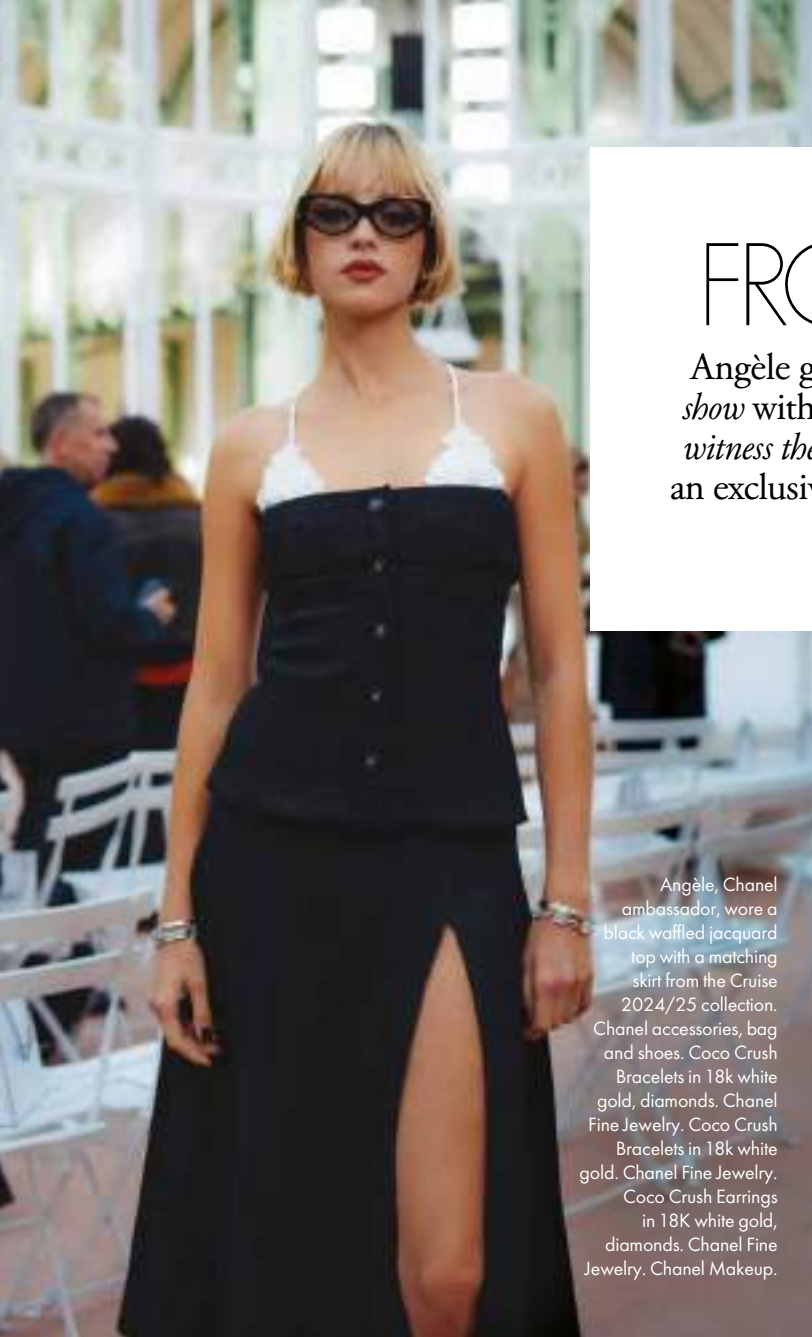 FRO
Angèle g
show with
witness the
an exclusiv
Angèle, Chanel
ambassador, wore a
black waffled jacquard
top with a matching
skirt from the Cruise
2024/25 collection.
Chanel accessories, bag
and shoes. Coco Crush
Bracelets in 18k white
gold, diamonds. Chanel
Fine Jewelry. Coco Crush
Bracelets in 18k white
gold. Chanel Fine Jewelry.
Coco Crush Earrings
in 18K white gold,
diamonds. Chanel Fine
Jewelry. Chanel Makeup.